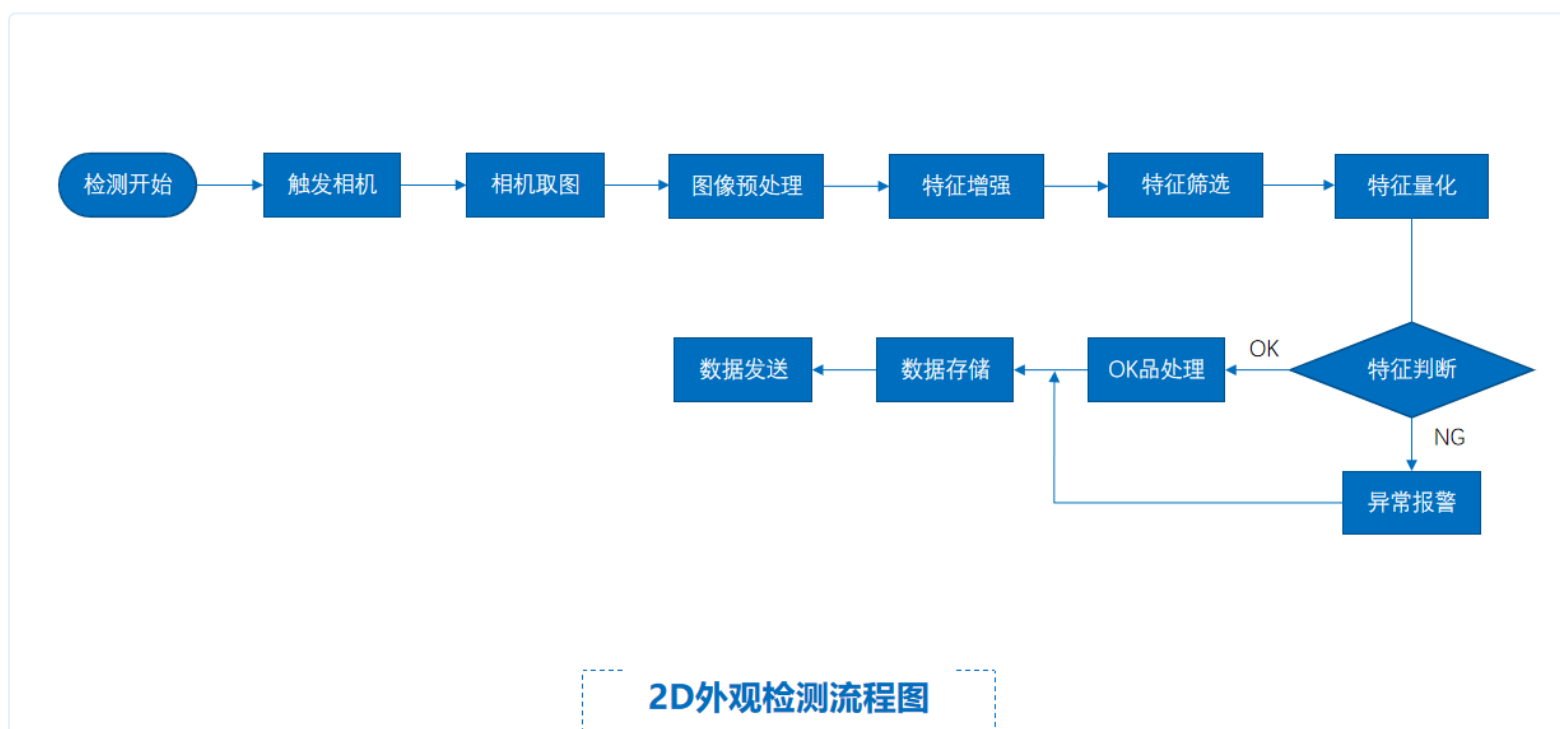 检测开始
触发相机
相机取图
图像预处理
特征增强
特征筛选
特征量化
数据发送
数据存储
OK品处理
OK
特征判断
NG
异常报警
2D外观检测流程图